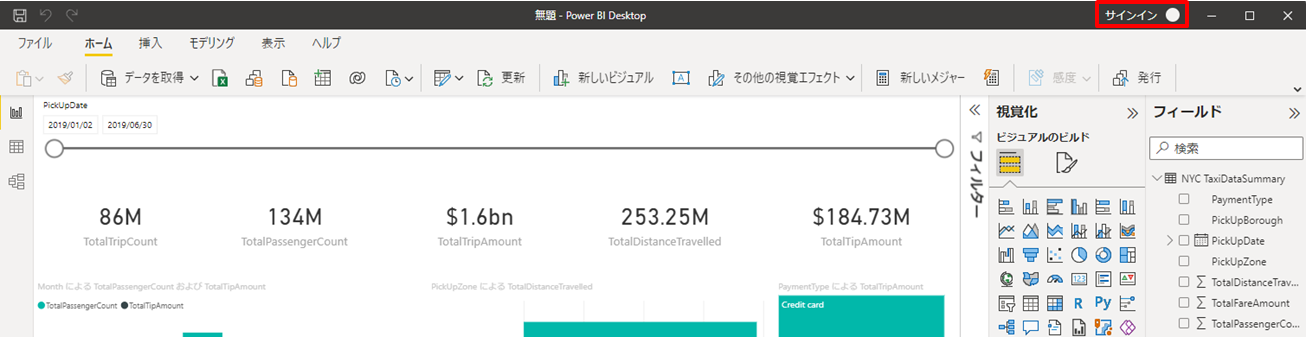 無題 - Power BI Desktop
サインイン
ファイル ホーム 挿入 モデリング 表示 ヘルプ
データを取得 更新 新しいビジュアル その他の視覚エフェクト 新しいメジャー 感度 発行
PickUpDate
2019/01/02 2019/06/30
86M 134M $1.6bn 253.25M $184.73M
TotalTripCount TotalPassengerCount TotalTripAmount TotalDistanceTravelled TotalTipAmount
Month による TotalPassengerCount および TotalTipAmount
TotalPassengerCount TotalTipAmount
PickUpZone による TotalDistanceTravelled
PaymentType による TotalTripAmount
Credit card
フィルター
視覚化
ビジュアルのビルド
R Py
123
フィールド
検索
NYC TaxiDataSummary
PaymentType
PickUpBorough
PickUpDate
PickUpZone
TotalDistanceTrav...
TotalFareAmount
TotalPassengerCo...